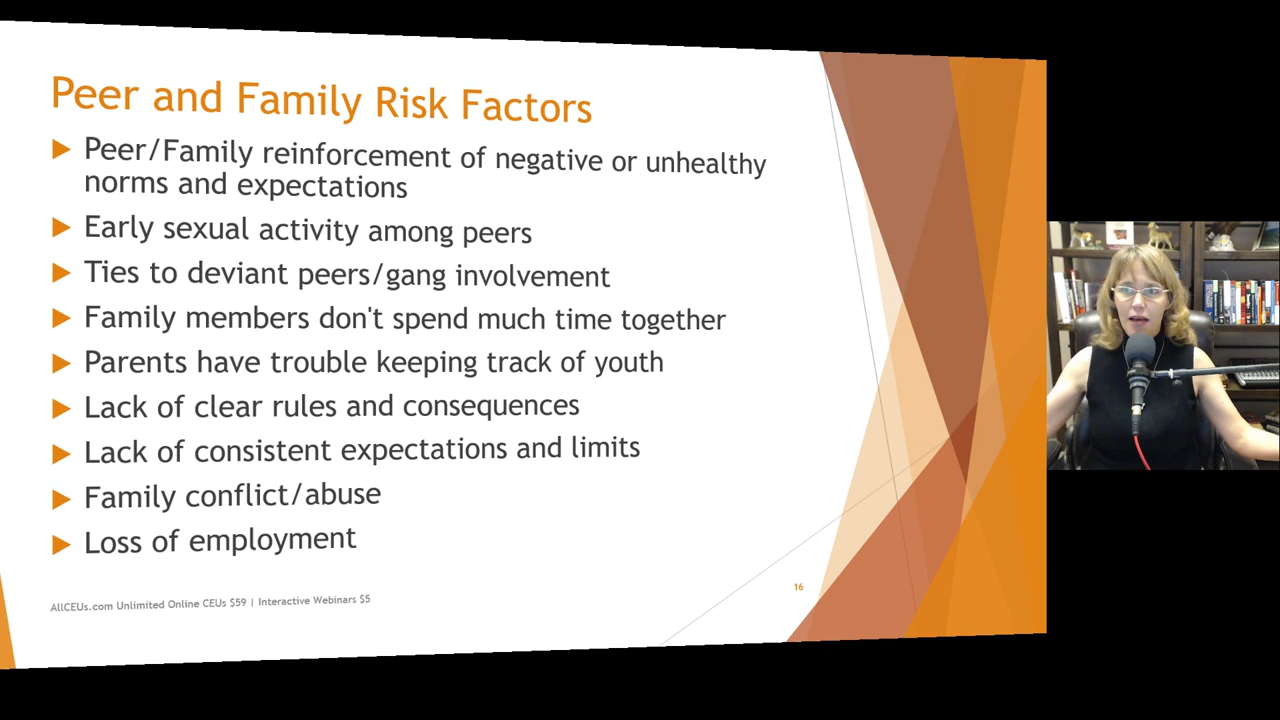 Peer and Family Risk Factors
Peer/Family reinforcement of negative or unhealthy
norms and expectations
Early sexual activity among peers
Ties to deviant peers/gang involvement
Family members don't spend much time together
Parents have trouble keeping track of youth
Lack of clear rules and consequences
Lack of consistent expectations and limits
Family conflict/abuse
Loss of employment
16
AllCEUs.com Unlimited Online CEUs $59 | Interactive Webinars $5